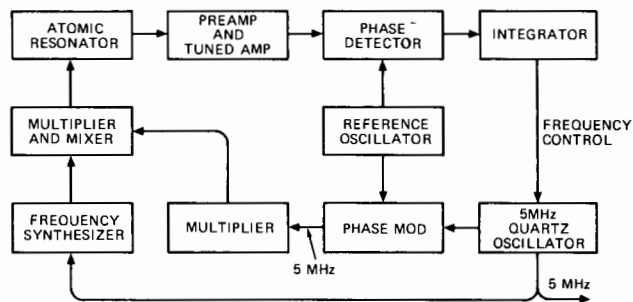 ATOMIC
RESONATOR
PREAMP
AND
TUNED AMP
PHASE
DETECTOR
INTEGRATOR
MULTIPLIER
AND MIXER
REFERENCE
OSCILLATOR
FREQUENCY
CONTROL
FREQUENCY
SYNTHESIZER
MULTIPLIER
PHASE MOD
5MHz
QUARTZ
OSCILLATOR
5 MHz
5 MHz